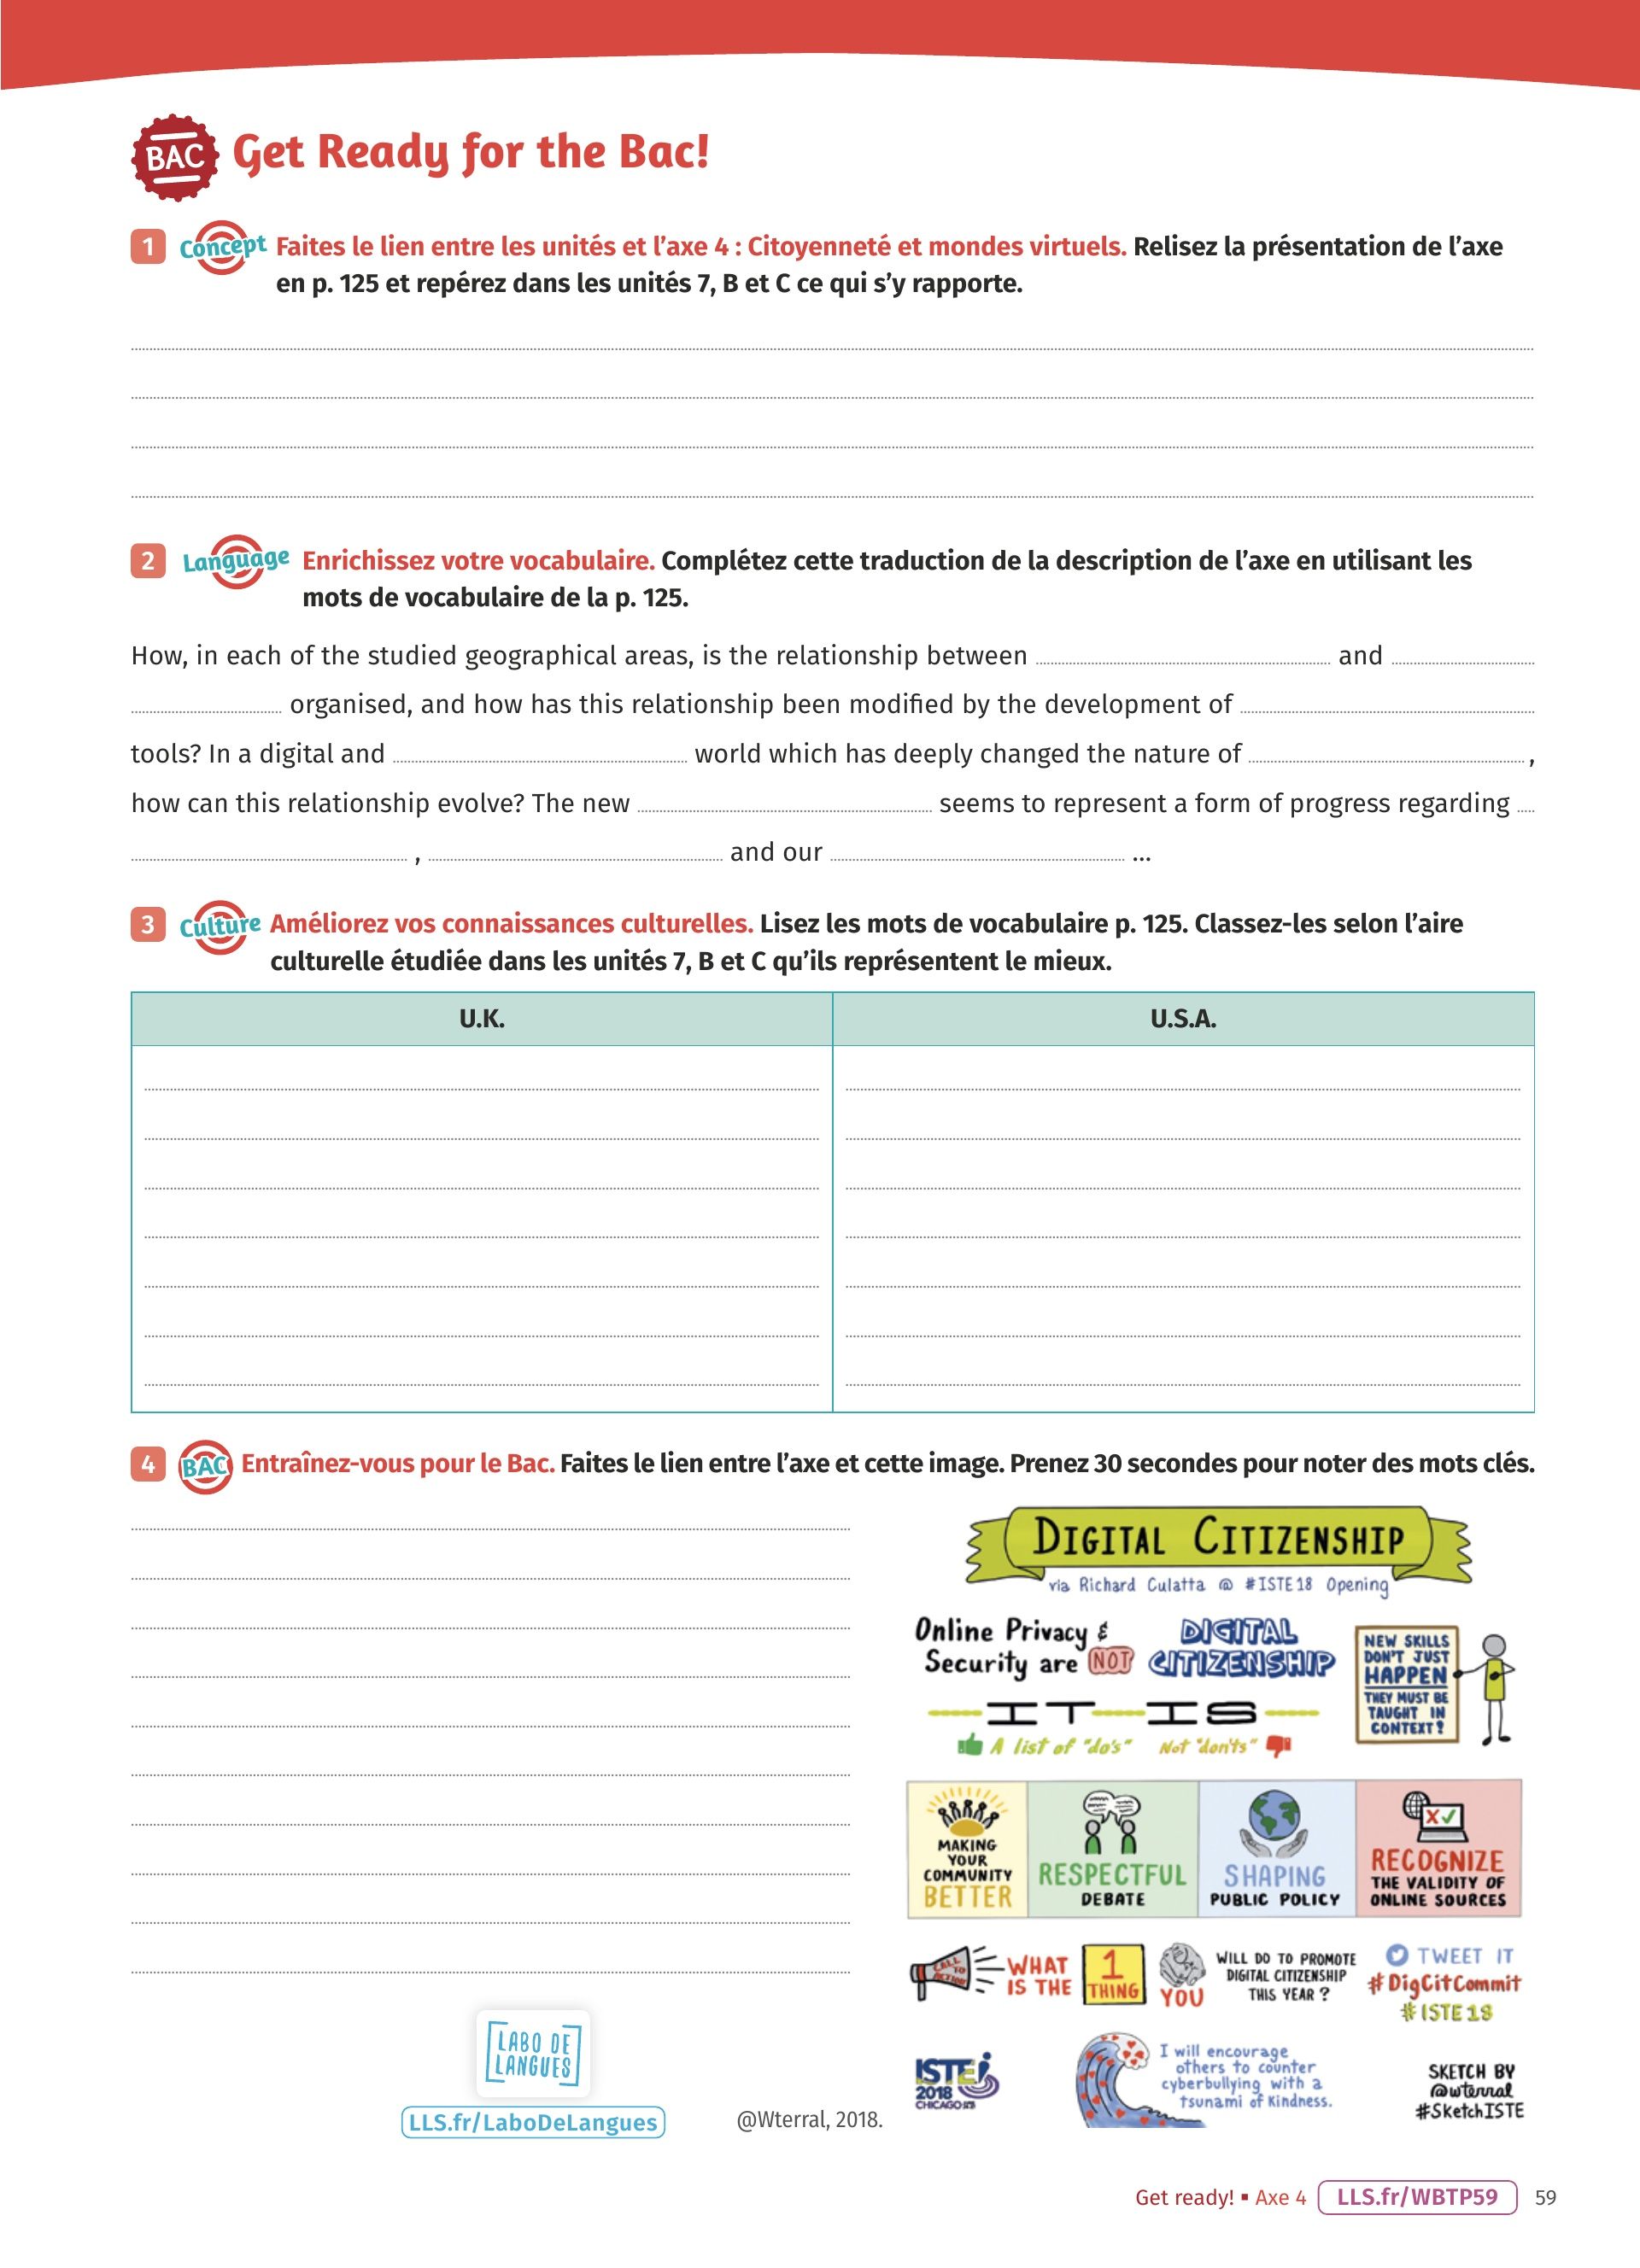 BAC Get Ready for the Bac!
1 Concept Faites le lien entre les unités et l'axe 4 : Citoyenneté et mondes virtuels. Relisez la présentation de l'axe
en p. 125 et repérez dans les unités 7, B et C ce qui s'y rapporte.
2 Language Enrichissez votre vocabulaire. Complétez cette traduction de la description de l'axe en utilisant les
mots de vocabulaire de la p. 125.
How, in each of the studied geographical areas, is the relationship between and
organised, and how has this relationship been modified by the development of
tools? In a digital and world which has deeply changed the nature of ,
how can this relationship evolve? The new seems to represent a form of progress regarding
, and our ...
3 Culture Améliorez vos connaissances culturelles. Lisez les mots de vocabulaire p. 125. Classez-les selon l'aire
culturelle étudiée dans les unités 7, B et C qu'ils représentent le mieux.
U.K. U.S.A.
4 BAC Entraînez-vous pour le Bac. Faites le lien entre l'axe et cette image. Prenez 30 secondes pour noter des mots clés.
DIGITAL CITIZENSHIP
via Richard Culatta @ #ISTE18 Opening
Online Privacy &
Security are NOT
DIGITAL
CITIZENSHIP
IT IS
A list of "do's" Not "don'ts"
NEW SKILLS
DON'T JUST
HAPPEN
THEY MUST BE
TAUGHT IN
CONTEXT!
MAKING
YOUR
COMMUNITY
BETTER
RESPECTFUL
DEBATE
SHAPING
PUBLIC POLICY
RECOGNIZE
THE VALIDITY OF
ONLINE SOURCES
CALL
TO
ACTION
WHAT
IS THE
1
THING
YOU
WILL DO TO PROMOTE
DIGITAL CITIZENSHIP
THIS YEAR?
TWEET IT
#DigCitCommit
#ISTE18
ISTE
2018
CHICAGO
I will encourage
others to counter
cyberbullying with a
tsunami of kindness.
SKETCH BY
@wterral
#SketchISTE
LABO DE
LANGUES
LLS.fr/LaboDeLangues
@Wterral, 2018.
Get ready! ▪ Axe 4 LLS.fr/WBTP59 59